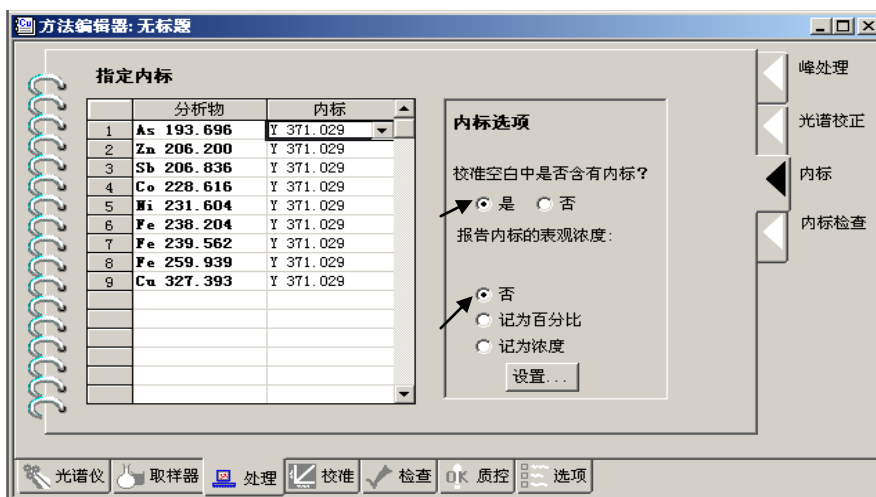 方法编辑器: 无标题
指定内标
分析物 内标
1 As 193.696 Y 371.029
2 Zn 206.200 Y 371.029
3 Sb 206.836 Y 371.029
4 Co 228.616 Y 371.029
5 Ni 231.604 Y 371.029
6 Fe 238.204 Y 371.029
7 Fe 239.562 Y 371.029
8 Fe 259.939 Y 371.029
9 Cu 327.393 Y 371.029
内标选项
校准空白中是否含有内标?
是 否
报告内标的表观浓度:
否
记为百分比
记为浓度
设置...
峰处理
光谱校正
内标
内标检查
光谱仪 取样器 处理 校准 检查 OK 质控 选项